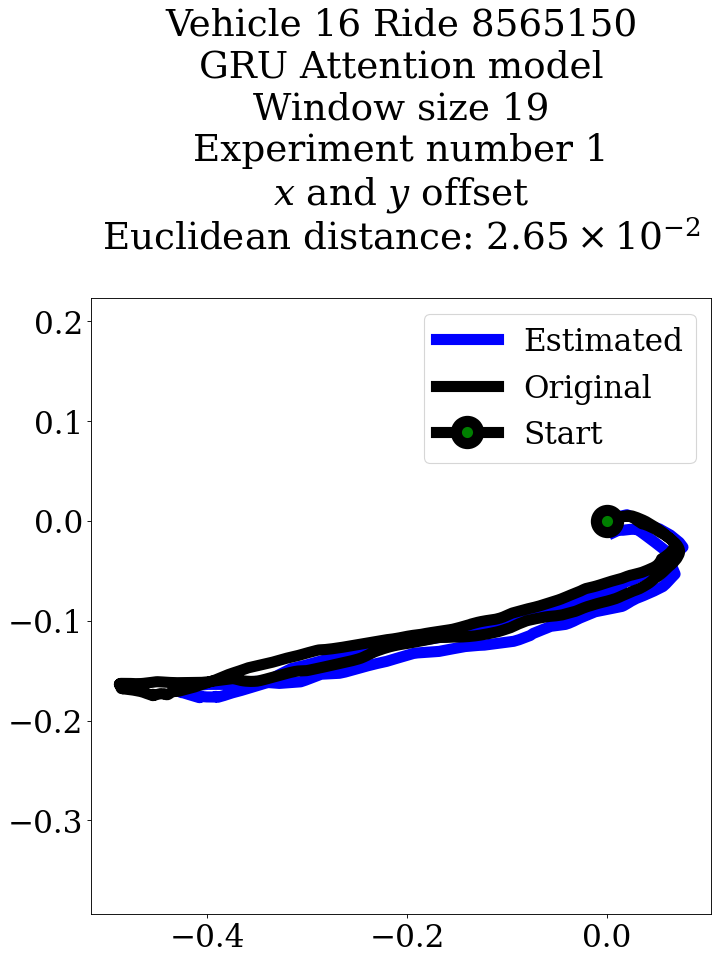 Vehicle 16 Ride 8565150
GRU Attention model
Window size 19
Experiment number 1
x and y offset
Euclidean distance: 2.65 × 10⁻²
Estimated
Original
Start
0.2
0.1
0.0
−0.1
−0.2
−0.3
−0.4 −0.2 0.0